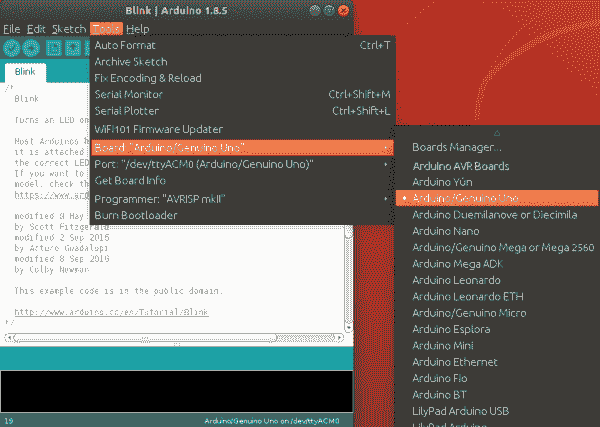 Blink | Arduino 1.8.5
File Edit Sketch Tools Help
Blink
/*
Blink
Turns an LED on
Most Arduinos h
it is attached
the correct LED
If you want to
model, check th
https://www.ar
modified 8 May
by Scott Fitzgerald
modified 2 Sep 2016
by Arturo Guadalupi
modified 8 Sep 2016
by Colby Newman
This example code is in the public domain.
http://www.arduino.cc/en/Tutorial/Blink
*/
Auto Format Ctrl+T
Archive Sketch
Fix Encoding & Reload
Serial Monitor Ctrl+Shift+M
Serial Plotter Ctrl+Shift+L
WiFi101 Firmware Updater
Board: "Arduino/Genuino Uno"
Port: "/dev/ttyACM0 (Arduino/Genuino Uno)"
Get Board Info
Programmer: "AVRISP mkII"
Burn Bootloader
Boards Manager...
Arduino AVR Boards
Arduino Yún
Arduino/Genuino Uno
Arduino Duemilanove or Diecimila
Arduino Nano
Arduino/Genuino Mega or Mega 2560
Arduino Mega ADK
Arduino Leonardo
Arduino Leonardo ETH
Arduino/Genuino Micro
Arduino Esplora
Arduino Mini
Arduino Ethernet
Arduino Fio
Arduino BT
LilyPad Arduino USB
LilyPad Arduino
19 Arduino/Genuino Uno on /dev/ttyACM0